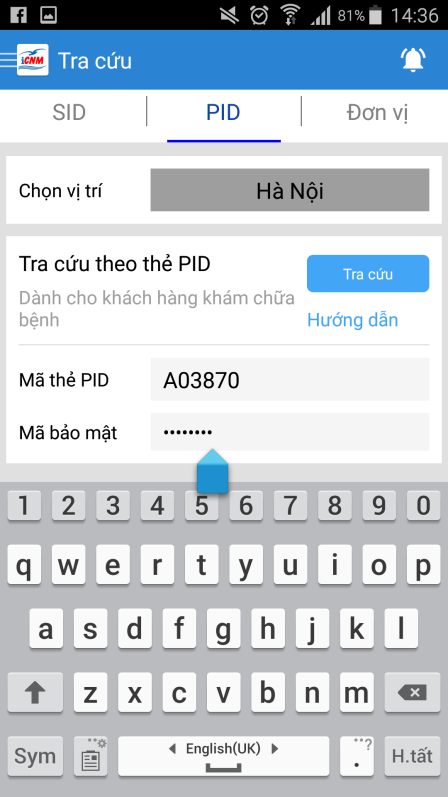 81% 14:36
iCNM Tra cứu
SID PID Đơn vị
Chọn vị trí Hà Nội
Tra cứu theo thẻ PID
Tra cứu
Dành cho khách hàng khám chữa
bệnh
Hướng dẫn
Mã thẻ PID A03870
Mã bảo mật ••••••••
1 2 3 4 5 6 7 8 9 0
q w e r t y u i o p
a s d f g h j k l
z x c v b n m
Sym English(UK) . ? H.tất